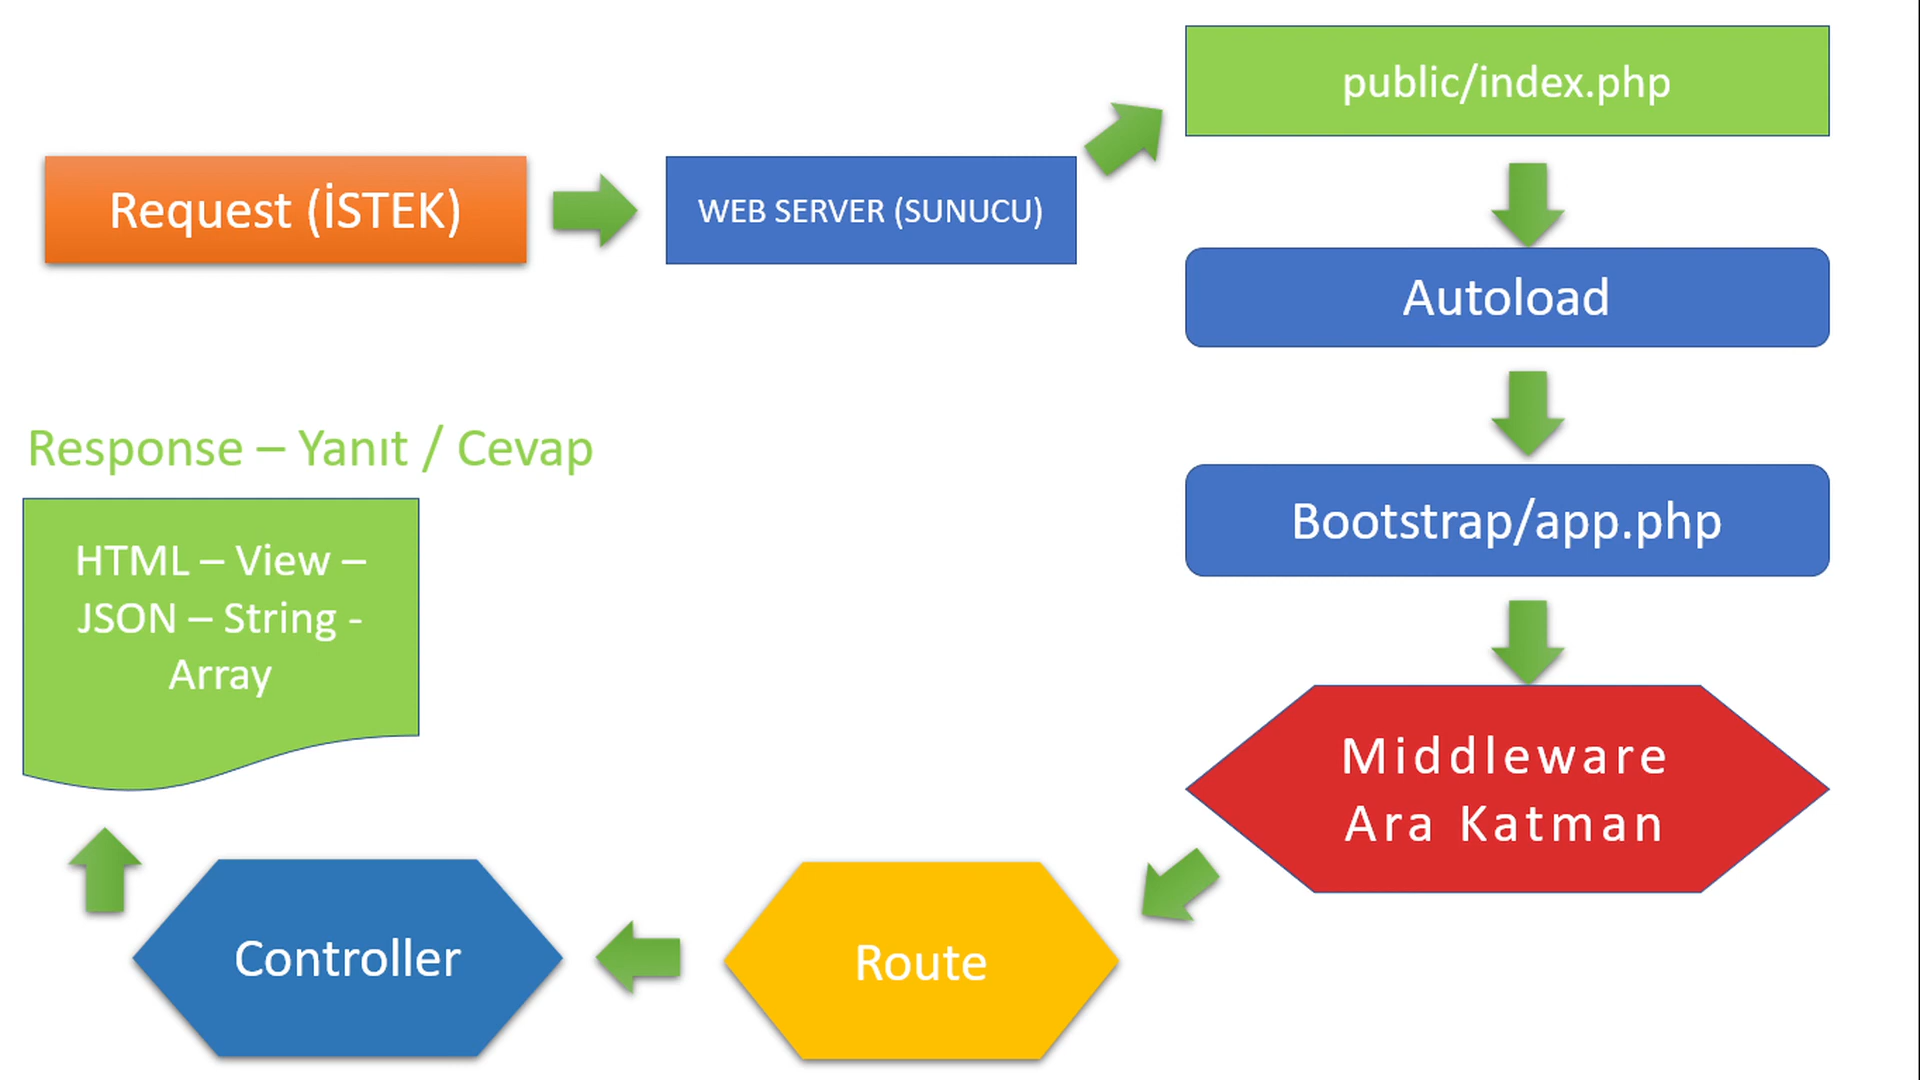 Request (İSTEK)
WEB SERVER (SUNUCU)
public/index.php
Autoload
Bootstrap/app.php
Middleware
Ara Katman
Route
Controller
Response – Yanıt / Cevap
HTML – View –
JSON – String -
Array